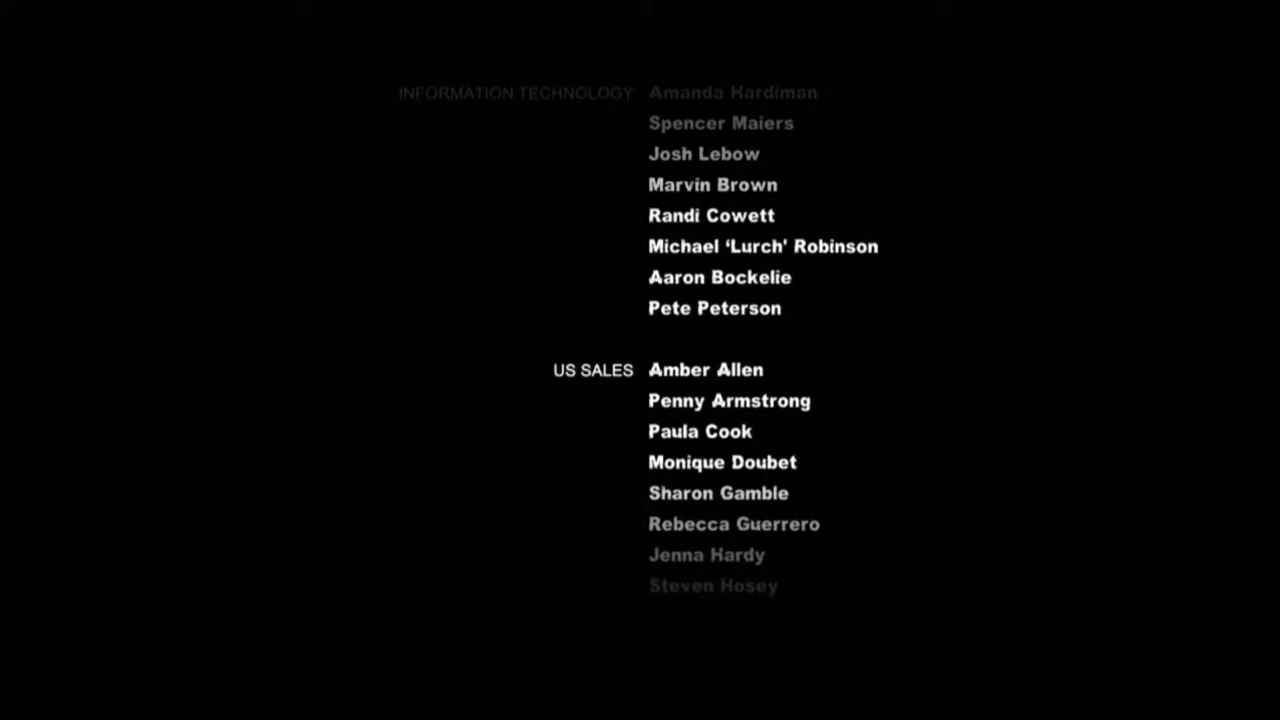 INFORMATION TECHNOLOGY Amanda Hardiman
Spencer Maiers
Josh Lebow
Marvin Brown
Randi Cowett
Michael ‘Lurch' Robinson
Aaron Bockelie
Pete Peterson
US SALES Amber Allen
Penny Armstrong
Paula Cook
Monique Doubet
Sharon Gamble
Rebecca Guerrero
Jenna Hardy
Steven Hosey